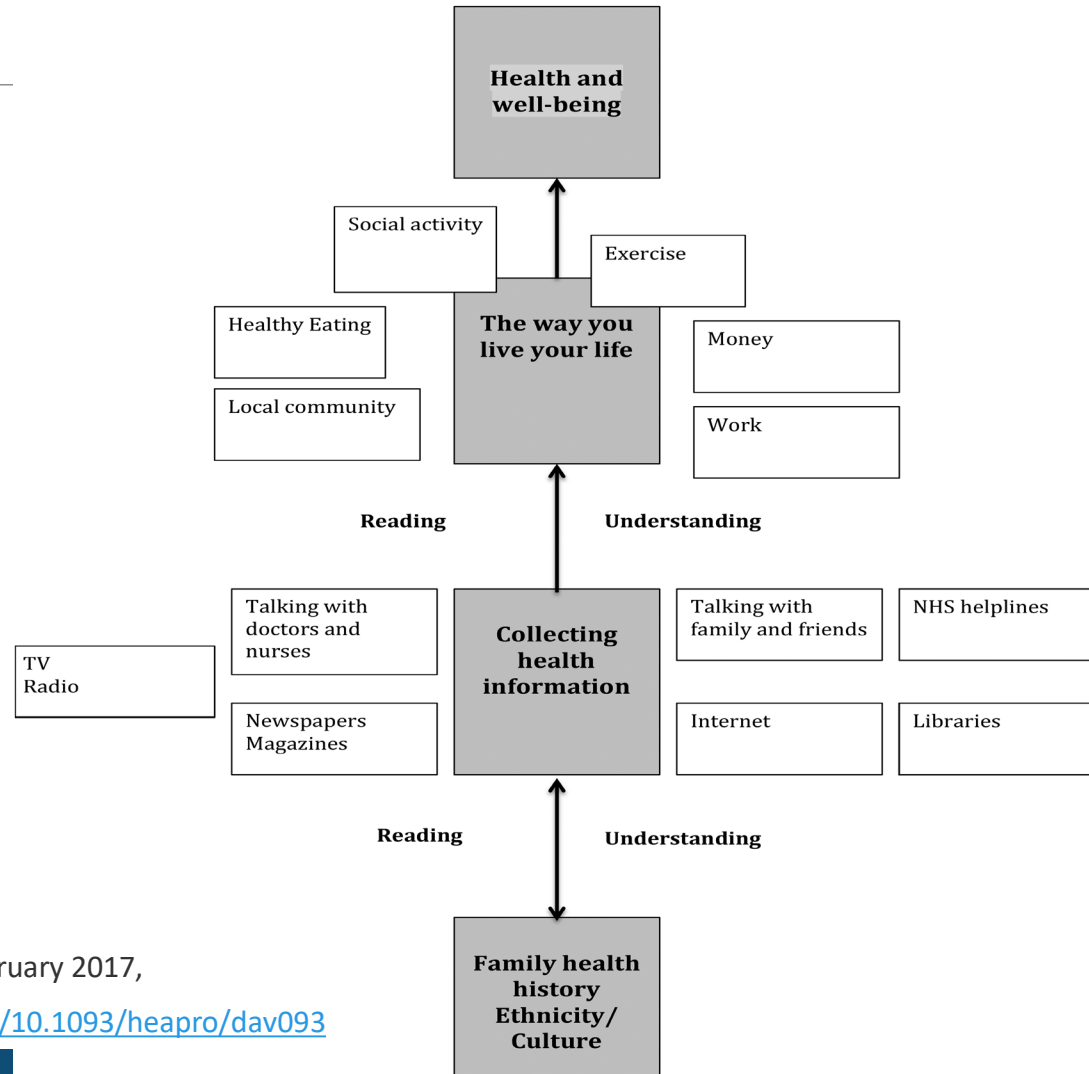 Health and
well-being
Social activity
Exercise
The way you
live your life
Healthy Eating
Money
Local community
Work
Reading
Understanding
Talking with
doctors and
nurses
Collecting
health
information
Talking with
family and friends
NHS helplines
TV
Radio
Newspapers
Magazines
Internet
Libraries
Reading
Understanding
Family health
history
Ethnicity/
Culture
ruary 2017,
/10.1093/heapro/dav093